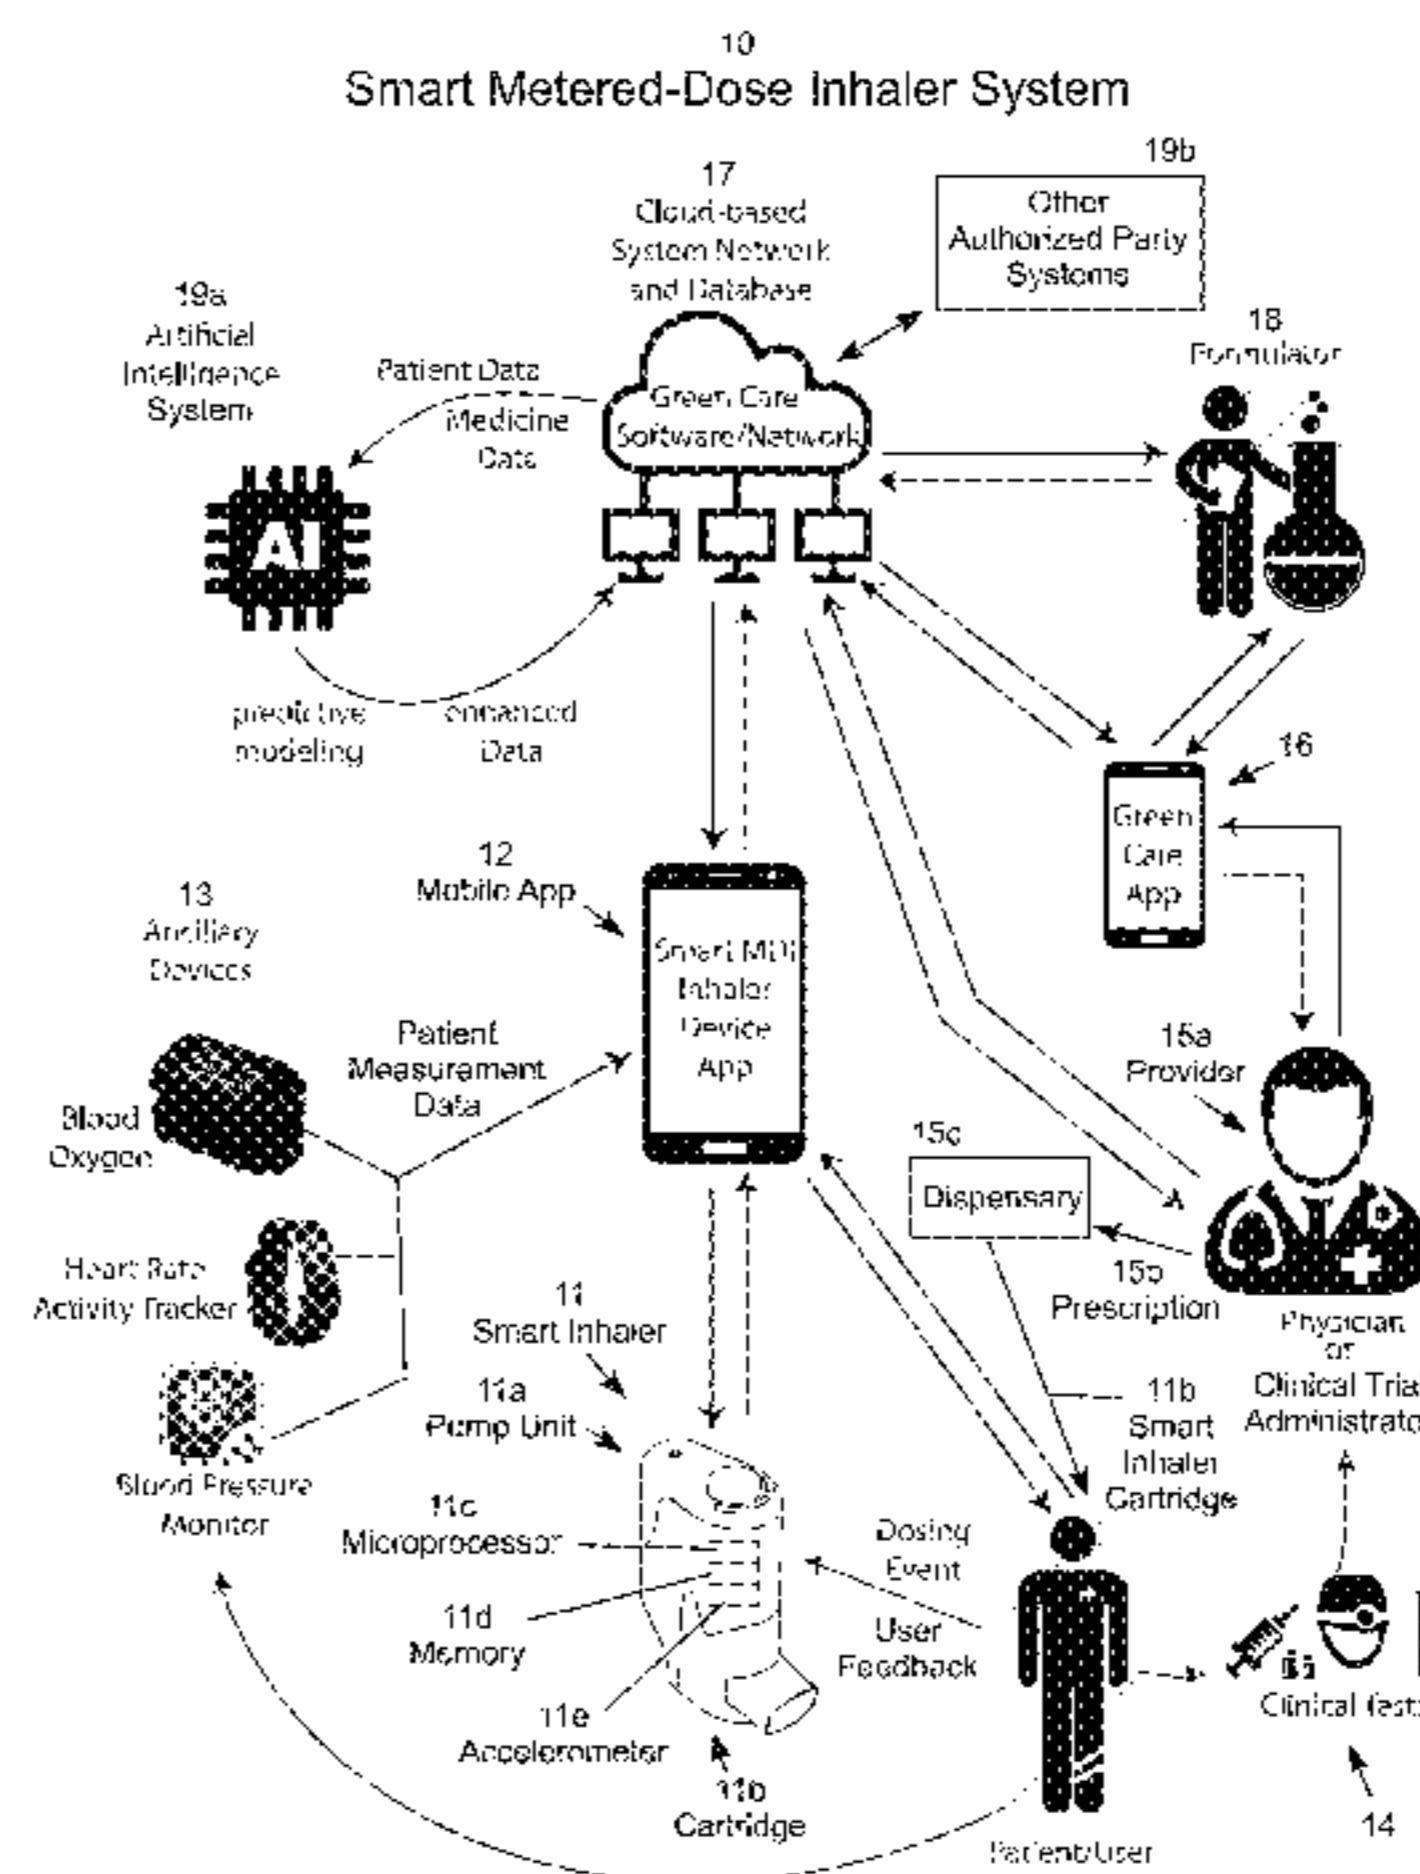 10
Smart Metered-Dose Inhaler System
19b
Other
Authorized Party
Systems
17
Cloud-based
System Network
and Database
19a
Artificial
Intelligence
System
Patient Data
Medicine
Data
Green Care
Software/Network
18
Formulator
AI
predictive
modeling
enhanced
Data
16
Green
Care
App
12
Mobile App
13
Ancillary
Devices
Smart MDI
Inhaler
Device
App
Patient
Measurement
Data
15a
Provider
Blood
Oxygen
15c
Dispensary
15b
Prescription
Heart Rate
Activity Tracker
11
Smart Inhaler
Physician
or
Clinical Tria
Administrato
11a
Pump Unit
11b
Smart
Inhaler
Cartridge
Blood Pressure
Monitor
11c
Microprocessor
Dosing
Event
11d
Memory
User
Feedback
11e
Accelerometer
Clinical
11b
Cartridge
14
Patient/User